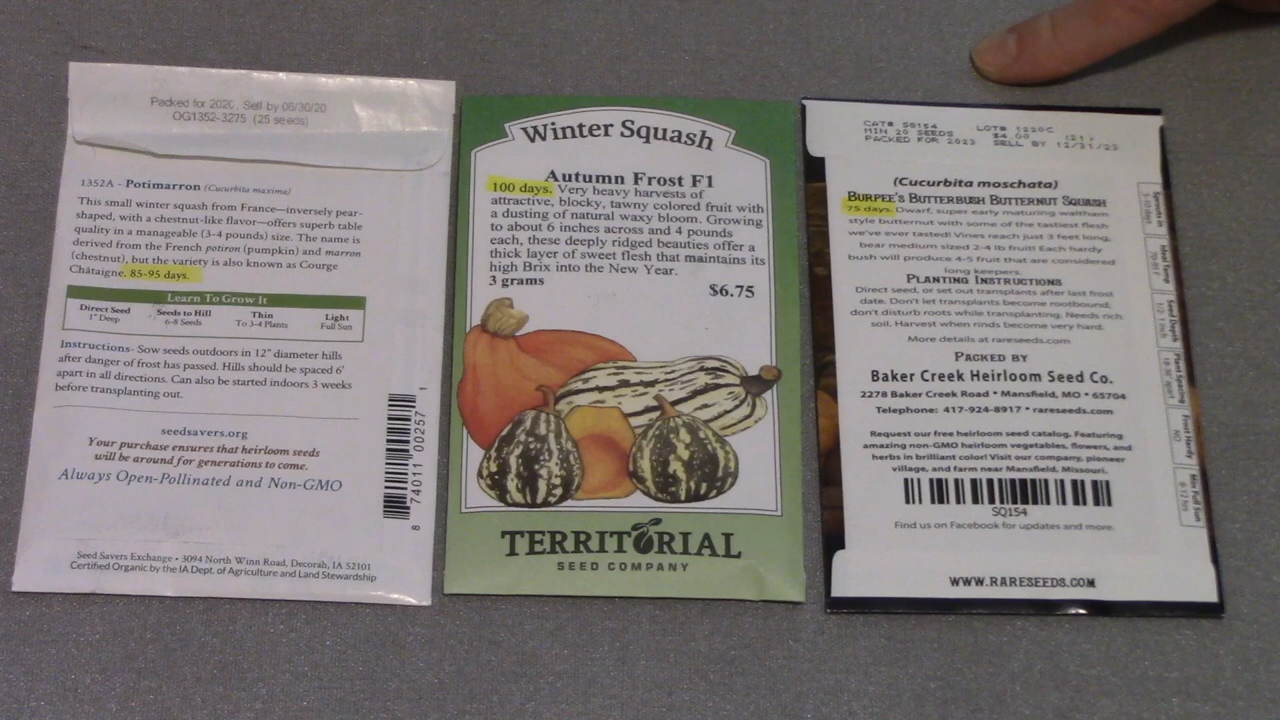 Packed for 2020, Sell by 06/30/20
OG1352-3275 (25 seeds)
1352A - Potimarron (Cucurbita maxima)
This small winter squash from France—inversely pear-
shaped, with a chestnut-like flavor—offers superb table
quality in a manageable (3-4 pounds) size. The name is
derived from the French potiron (pumpkin) and marron
(chestnut), but the variety is also known as Courge
Châtaigne. 85-95 days.
Learn To Grow It
Direct Seed
1" Deep
Seeds to Hill
6-8 Seeds
Thin
To 3-4 Plants
Light
Full Sun
Instructions- Sow seeds outdoors in 12" diameter hills
after danger of frost has passed. Hills should be spaced 6'
apart in all directions. Can also be started indoors 3 weeks
before transplanting out.
seedsavers.org
Your purchase ensures that heirloom seeds
will be around for generations to come.
Always Open-Pollinated and Non-GMO
8 74011 00257 1
Seed Savers Exchange • 3094 North Winn Road, Decorah, IA 52101
Certified Organic by the IA Dept. of Agriculture and Land Stewardship
Winter Squash
Autumn Frost F1
100 days. Very heavy harvests of
attractive, blocky, tawny colored fruit with
a dusting of natural waxy bloom. Growing
to about 6 inches across and 4 pounds
each, these deeply ridged beauties offer a
thick layer of sweet flesh that maintains its
high Brix into the New Year.
3 grams
$6.75
TERRITORIAL
SEED COMPANY
CAT# SQ154 LOT# 1220C
MIN 20 SEEDS $4.00 (21)
PACKED FOR 2023 SELL BY 12/31/23
(Cucurbita moschata)
Burpee's Butterbush Butternut Squash
75 days. Dwarf, super early maturing waltham
style butternut with some of the tastiest flesh
we've ever tasted! Vines reach just 3 feet long,
bear medium sized 2-4 lb fruit! Each hardy
bush will produce 4-5 fruit that are considered
long keepers.
Planting Instructions
Direct seed, or set out transplants after last frost
date. Don't let transplants become rootbound;
don't disturb roots while transplanting. Needs rich
soil. Harvest when rinds become very hard.
More details at rareseeds.com
Packed by
Baker Creek Heirloom Seed Co.
2278 Baker Creek Road • Mansfield, MO • 65704
Telephone: 417-924-8917 • rareseeds.com
Request our free heirloom seed catalog. Featuring
amazing non-GMO heirloom vegetables, flowers, and
herbs in brilliant color! Visit our company, pioneer
village, and farm near Mansfield, Missouri.
SQ154
Find us on Facebook for updates and more.
WWW.RARESEEDS.COM
Sprouts in
Ideal Temp
Seed Depth
Plant Spacing
Frost Hardy
NO
Min Full Sun